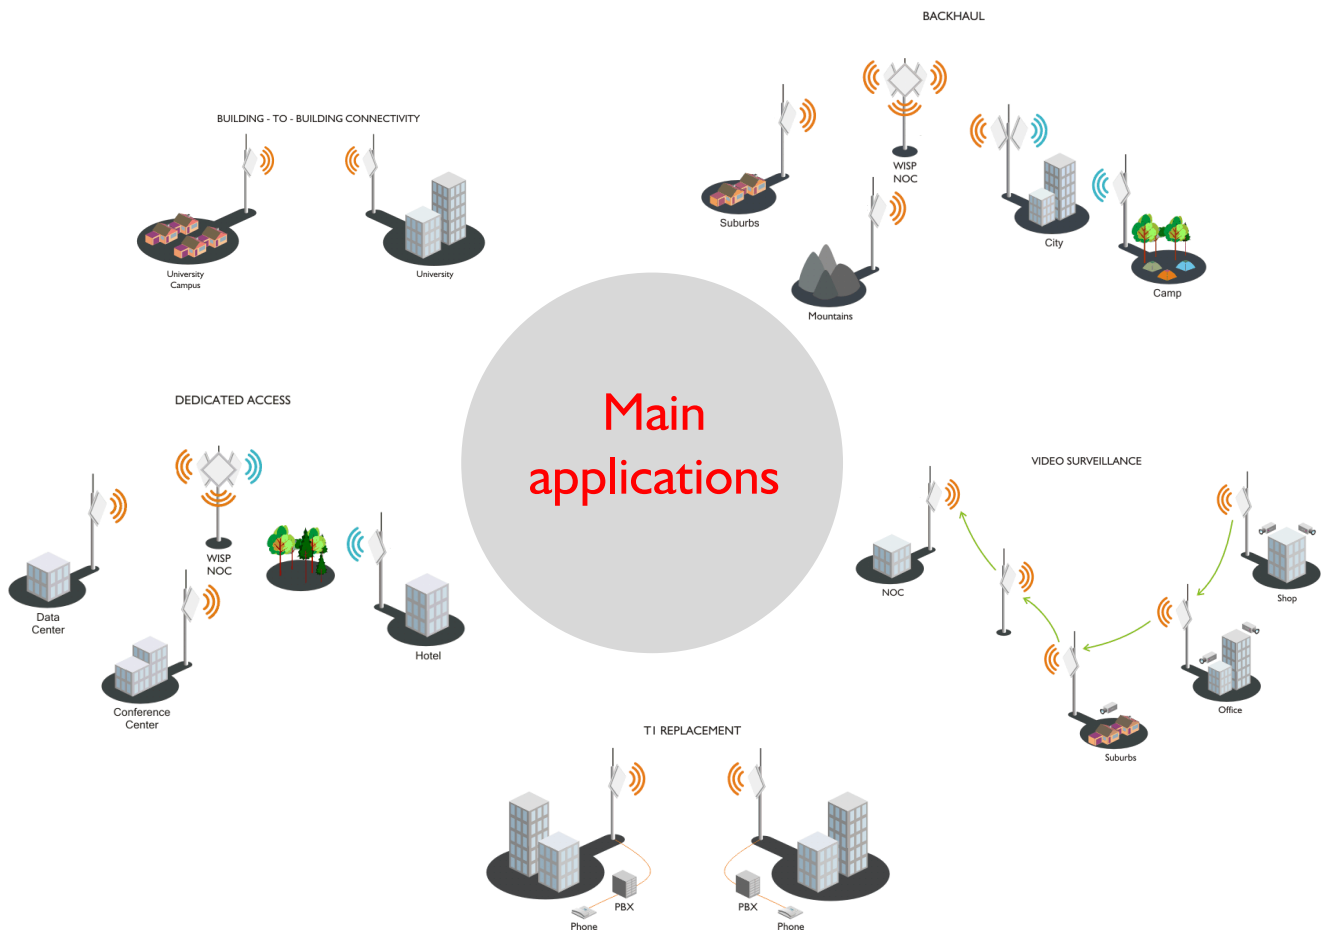 BACKHAUL
WISP
NOC
Suburbs
City
Camp
Mountains
BUILDING - TO - BUILDING CONNECTIVITY
University
Campus
University
Main
applications
DEDICATED ACCESS
WISP
NOC
Data
Center
Hotel
Conference
Center
VIDEO SURVEILLANCE
NOC
Shop
Office
Suburbs
T1 REPLACEMENT
PBX
Phone
PBX
Phone